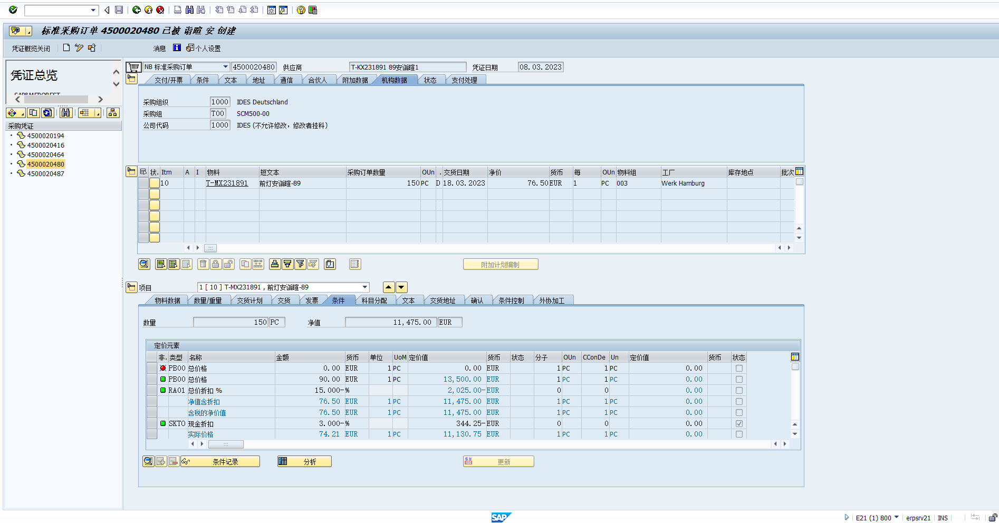 标准采购订单 4500020480 已被 诣暄 安 创建
凭证概览关闭 消息 个人设置
凭证总览
NB 标准采购订单 4500020480 供应商 T-KX231891 89安诣暄1 凭证日期 08.03.2023
交付/开票 条件 文本 地址 通信 合伙人 附加数据 机构数据 状态 支付处理
采购组织 1000 IDES Deutschland
采购组 T00 SCM500-00
公司代码 1000 IDES (不允许修改，修改者挂科)
采购凭证
4500020194
4500020416
4500020464
4500020480
4500020487
状. Itm A I 物料 短文本 采购订单数量 OUn . 交货日期 净价 货币 每 OUn 物料组 工厂 库存地点 批次
10 T-MX231891 前灯安诣暄-89 150 PC D 18.03.2023 76.50 EUR 1 PC 003 Werk Hamburg
附加计划编制
项目 1 [ 10 ] T-MX231891 , 前灯安诣暄-89
物料数据 数量/重量 交货计划 交货 发票 条件 科目分配 文本 交货地址 确认 条件控制 外协加工
数量 150 PC 净值 11,475.00 EUR
定价元素
非. 类型 名称 金额 货币 单位 UoM 定价值 货币 状态 分子 OUn CConDe Un 定价值 货币 状态
PB00 总价格 0.00 EUR 1 PC 0.00 EUR 1 PC 1 PC 0.00
PB00 总价格 90.00 EUR 1 PC 13,500.00 EUR 1 PC 1 PC 0.00
RA01 总价折扣 % 15.000- % 2,025.00- EUR 0 0 0.00
净值含折扣 76.50 EUR 1 PC 11,475.00 EUR 1 PC 1 PC 0.00
含税的净价值 76.50 EUR 1 PC 11,475.00 EUR 1 PC 1 PC 0.00
SKTO 现金折扣 3.000- % 344.25- EUR 0 0 0.00
实际价格 74.21 EUR 1 PC 11,130.75 EUR 1 PC 1 PC 0.00
条件记录 分析 更新
SAP
E21 (1) 800 erpsrv21 INS